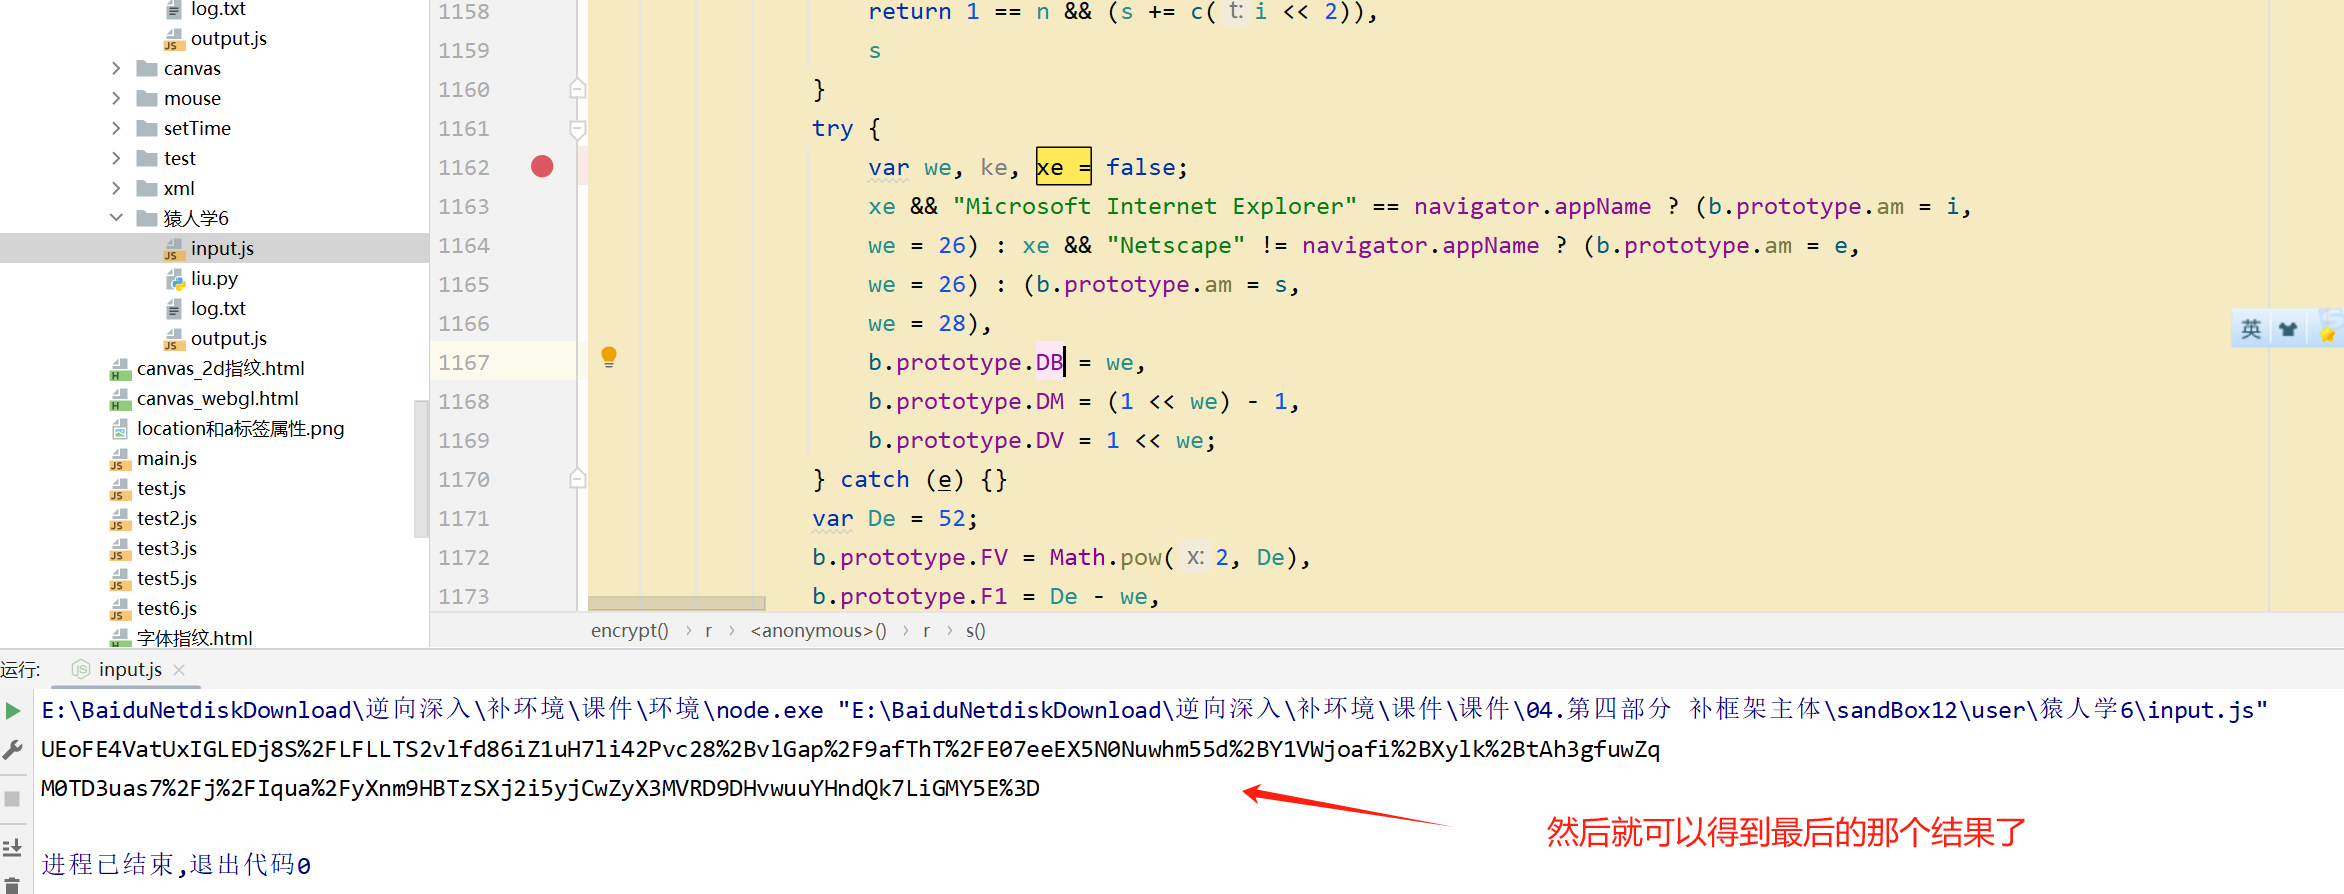 log.txt
output.js
canvas
mouse
setTime
test
xml
猿人学6
input.js
liu.py
log.txt
output.js
canvas_2d指纹.html
canvas_webgl.html
location和a标签属性.png
main.js
test.js
test2.js
test3.js
test5.js
test6.js
字体指纹.html
1158 return 1 == n && (s += c( t: i << 2)),
1159 s
1160 }
1161 try {
1162 var we, ke, xe = false;
1163 xe && "Microsoft Internet Explorer" == navigator.appName ? (b.prototype.am = i,
1164 we = 26) : xe && "Netscape" != navigator.appName ? (b.prototype.am = e,
1165 we = 26) : (b.prototype.am = s,
1166 we = 28),
1167 b.prototype.DB = we,
1168 b.prototype.DM = (1 << we) - 1,
1169 b.prototype.DV = 1 << we;
1170 } catch (e) {}
1171 var De = 52;
1172 b.prototype.FV = Math.pow( x: 2, De),
1173 b.prototype.F1 = De - we,
英
encrypt() › r › <anonymous>() › r › s()
运行: input.js
E:\BaiduNetdiskDownload\逆向深入\补环境\课件\环境\node.exe "E:\BaiduNetdiskDownload\逆向深入\补环境\课件\课件\04.第四部分 补框架主体\sandBox12\user\猿人学6\input.js"
UEoFE4VatUxIGLEDj8S%2FLFLLTS2vlfd86iZ1uH7li42Pvc28%2BvlGap%2F9afThT%2FE07eeEX5N0Nuwhm55d%2BY1VWjoafi%2BXylk%2BtAh3gfuwZq
M0TD3uas7%2Fj%2FIqua%2FyXnm9HBTzSXj2i5yjCwZyX3MVRD9DHvwuuYHndQk7LiGMY5E%3D
然后就可以得到最后的那个结果了
进程已结束,退出代码0